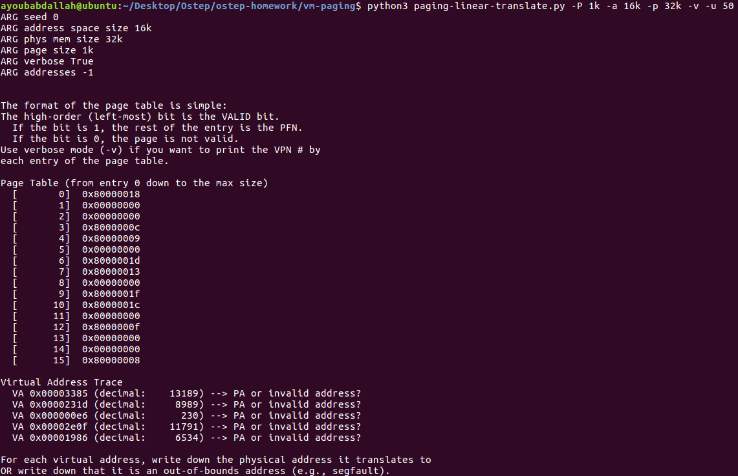 ayoubabdallah@ubuntu:~/Desktop/Ostep/ostep-homework/vm-paging$ python3 paging-linear-translate.py -P 1k -a 16k -p 32k -v -u 50
ARG seed 0
ARG address space size 16k
ARG phys mem size 32k
ARG page size 1k
ARG verbose True
ARG addresses -1

The format of the page table is simple:
The high-order (left-most) bit is the VALID bit.
  If the bit is 1, the rest of the entry is the PFN.
  If the bit is 0, the page is not valid.
Use verbose mode (-v) if you want to print the VPN # by
each entry of the page table.

Page Table (from entry 0 down to the max size)
  [       0]  0x80000018
  [       1]  0x00000000
  [       2]  0x00000000
  [       3]  0x8000000c
  [       4]  0x80000009
  [       5]  0x00000000
  [       6]  0x8000001d
  [       7]  0x80000013
  [       8]  0x00000000
  [       9]  0x8000001f
  [      10]  0x8000001c
  [      11]  0x00000000
  [      12]  0x8000000f
  [      13]  0x00000000
  [      14]  0x00000000
  [      15]  0x80000008

Virtual Address Trace
  VA 0x00003385 (decimal:    13189) --> PA or invalid address?
  VA 0x0000231d (decimal:     8989) --> PA or invalid address?
  VA 0x000000e6 (decimal:      230) --> PA or invalid address?
  VA 0x00002e0f (decimal:    11791) --> PA or invalid address?
  VA 0x00001986 (decimal:     6534) --> PA or invalid address?

For each virtual address, write down the physical address it translates to
OR write down that it is an out-of-bounds address (e.g., segfault).